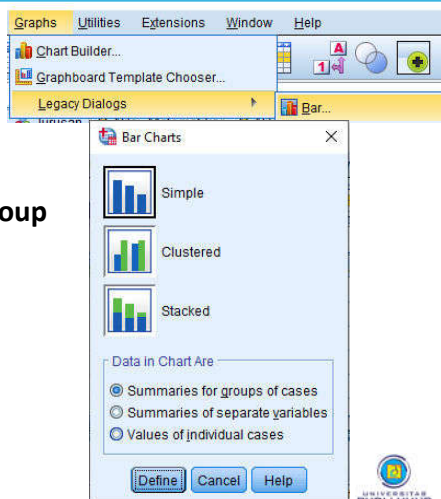 Graphs Utilities Extensions Window Help
Chart Builder...
Graphboard Template Chooser...
Legacy Dialogs
Bar...
Bar Charts
oup
Simple
Clustered
Stacked
Data in Chart Are
Summaries for groups of cases
Summaries of separate variables
Values of individual cases
Define Cancel Help
UNIVERSITAS